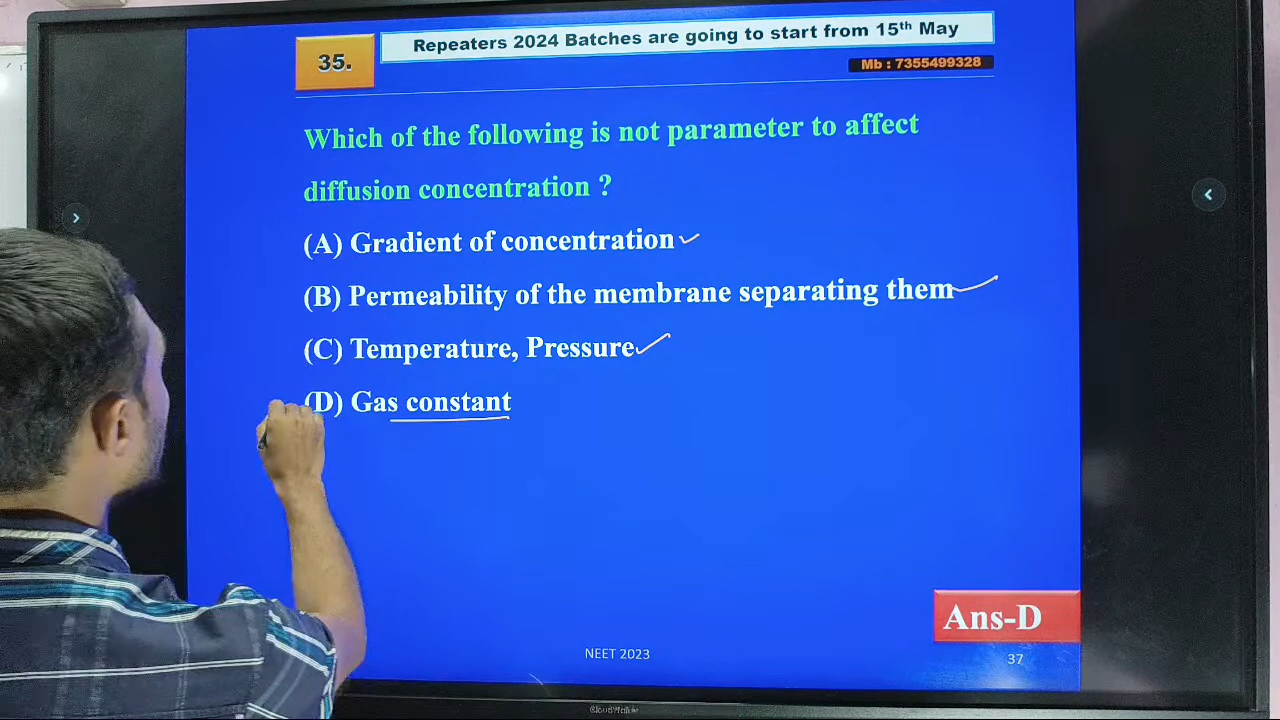 35.
Repeaters 2024 Batches are going to start from 15th May
Mb : 7355499328
Which of the following is not parameter to affect
diffusion concentration ?
(A) Gradient of concentration
(B) Permeability of the membrane separating them
(C) Temperature, Pressure
(D) Gas constant
Ans-D
NEET 2023
37